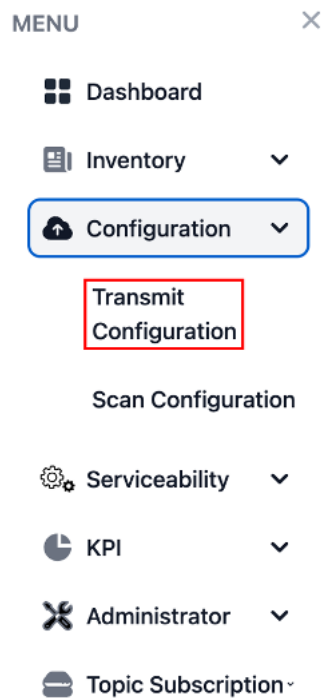 MENU
Dashboard
Inventory
Configuration
Transmit
Configuration
Scan Configuration
Serviceability
KPI
Administrator
Topic Subscription